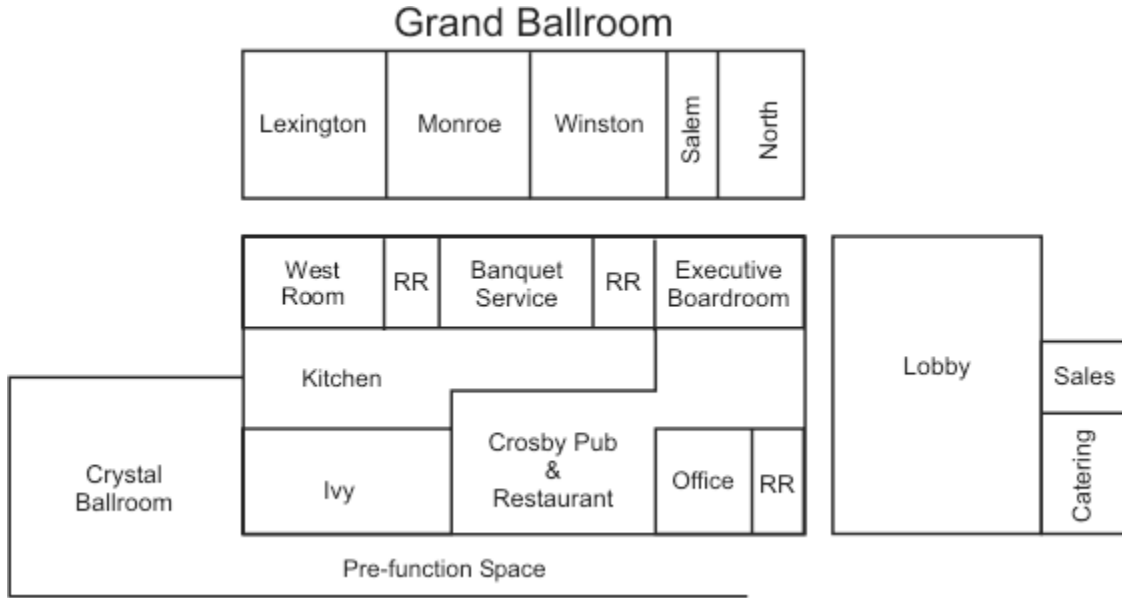 Grand Ballroom
Lexington
Monroe
Winston
Salem
North
West
Room
RR
Banquet
Service
RR
Executive
Boardroom
Kitchen
Lobby
Sales
Crystal
Ballroom
Ivy
Crosby Pub
&
Restaurant
Office
RR
Catering
Pre-function Space